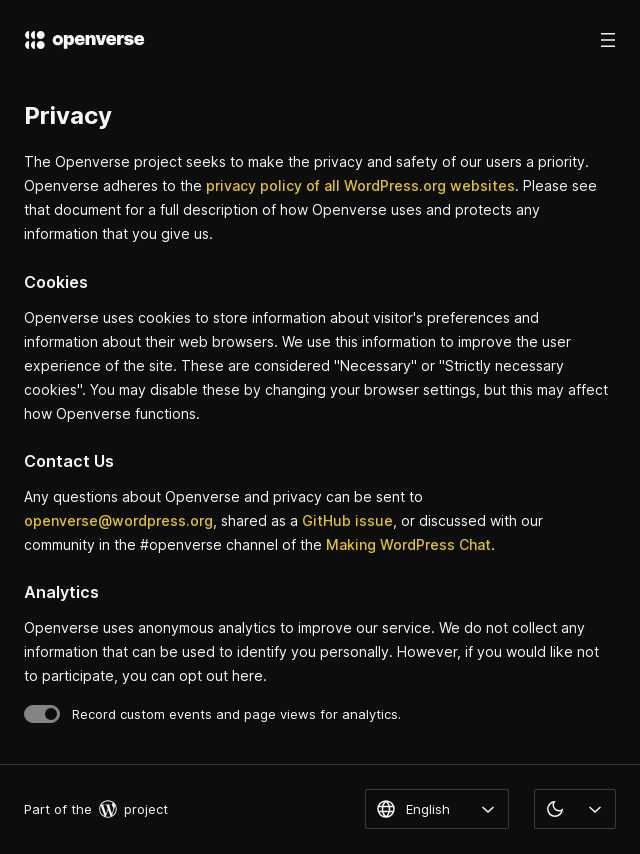 openverse
Privacy
The Openverse project seeks to make the privacy and safety of our users a priority.
Openverse adheres to the privacy policy of all WordPress.org websites. Please see
that document for a full description of how Openverse uses and protects any
information that you give us.
Cookies
Openverse uses cookies to store information about visitor's preferences and
information about their web browsers. We use this information to improve the user
experience of the site. These are considered "Necessary" or "Strictly necessary
cookies". You may disable these by changing your browser settings, but this may affect
how Openverse functions.
Contact Us
Any questions about Openverse and privacy can be sent to
openverse@wordpress.org, shared as a GitHub issue, or discussed with our
community in the #openverse channel of the Making WordPress Chat.
Analytics
Openverse uses anonymous analytics to improve our service. We do not collect any
information that can be used to identify you personally. However, if you would like not
to participate, you can opt out here.
Record custom events and page views for analytics.
Part of the project
English